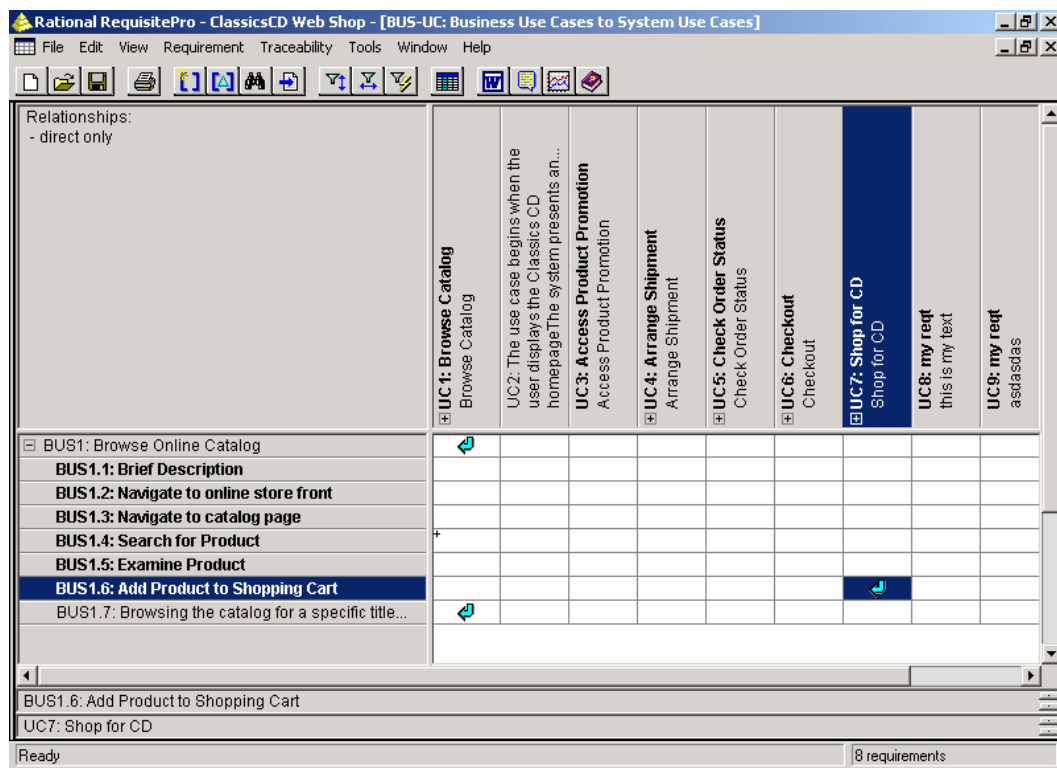 Rational RequisitePro - ClassicsCD Web Shop - [BUS-UC: Business Use Cases to System Use Cases]
File Edit View Requirement Traceability Tools Window Help
Relationships:
- direct only
UC1: Browse Catalog
Browse Catalog
UC2: The use case begins when the
user displays the Classics CD
homepageThe system presents an...
UC3: Access Product Promotion
Access Product Promotion
UC4: Arrange Shipment
Arrange Shipment
UC5: Check Order Status
Check Order Status
UC6: Checkout
Checkout
UC7: Shop for CD
Shop for CD
UC8: my reqt
this is my text
UC9: my reqt
asdasdas
BUS1: Browse Online Catalog
BUS1.1: Brief Description
BUS1.2: Navigate to online store front
BUS1.3: Navigate to catalog page
BUS1.4: Search for Product
BUS1.5: Examine Product
BUS1.6: Add Product to Shopping Cart
BUS1.7: Browsing the catalog for a specific title...
BUS1.6: Add Product to Shopping Cart
UC7: Shop for CD
Ready
8 requirements